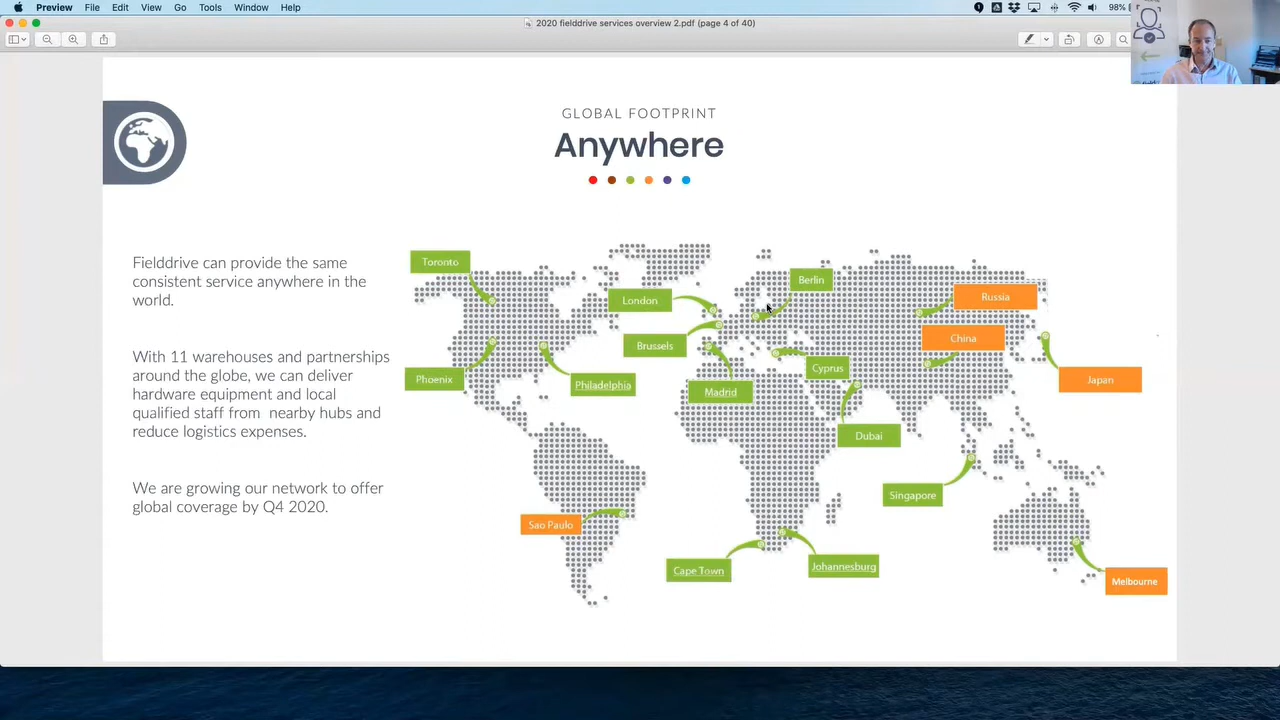 Preview File Edit View Go Tools Window Help
98%
2020 fielddrive services overview 2.pdf (page 4 of 40)
GLOBAL FOOTPRINT
Anywhere
Fielddrive can provide the same
consistent service anywhere in the
world.
With 11 warehouses and partnerships
around the globe, we can deliver
hardware equipment and local
qualified staff from nearby hubs and
reduce logistics expenses.
We are growing our network to offer
global coverage by Q4 2020.
Toronto
Berlin
London
Russia
China
Brussels
Cyprus
Phoenix
Philadelphia
Madrid
Japan
Dubai
Singapore
Sao Paulo
Cape Town
Johannesburg
Melbourne